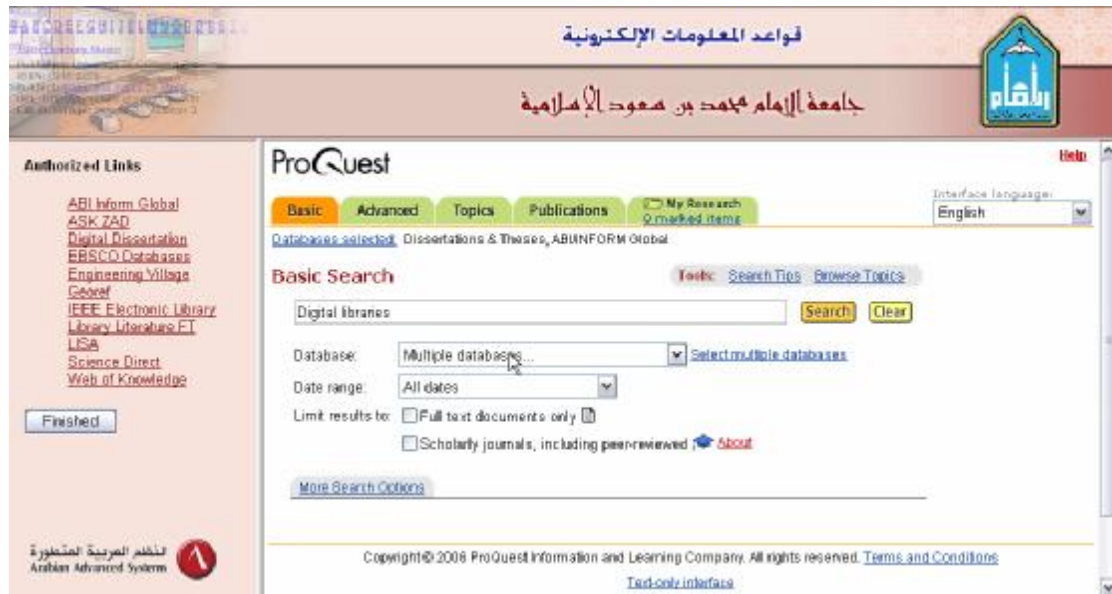 قواعد المعلومات الإلكترونية
جامعة الإمام محمد بن سعود الإسلامية
Authorized Links
ABI Inform Global
ASK ZAD
Digital Dissertation
EBSCO Databases
Engineering Village
Georef
IEEE Electronic Library
Library Literature FT
LISA
Science Direct
Web of Knowledge
Finished
النظم العربية المتطورة
Arabian Advanced Systems
ProQuest
Help
Basic Advanced Topics Publications My Research
0 marked items
Interface language:
English
Databases selected: Dissertations & Theses, ABI/INFORM Global
Basic Search
Tools: Search Tips Browse Topics
Digital libraries
Search Clear
Database: Multiple databases... Select multiple databases
Date range: All dates
Limit results to: Full text documents only
Scholarly journals, including peer-reviewed About
More Search Options
Copyright © 2006 ProQuest Information and Learning Company. All rights reserved. Terms and Conditions
Text-only interface